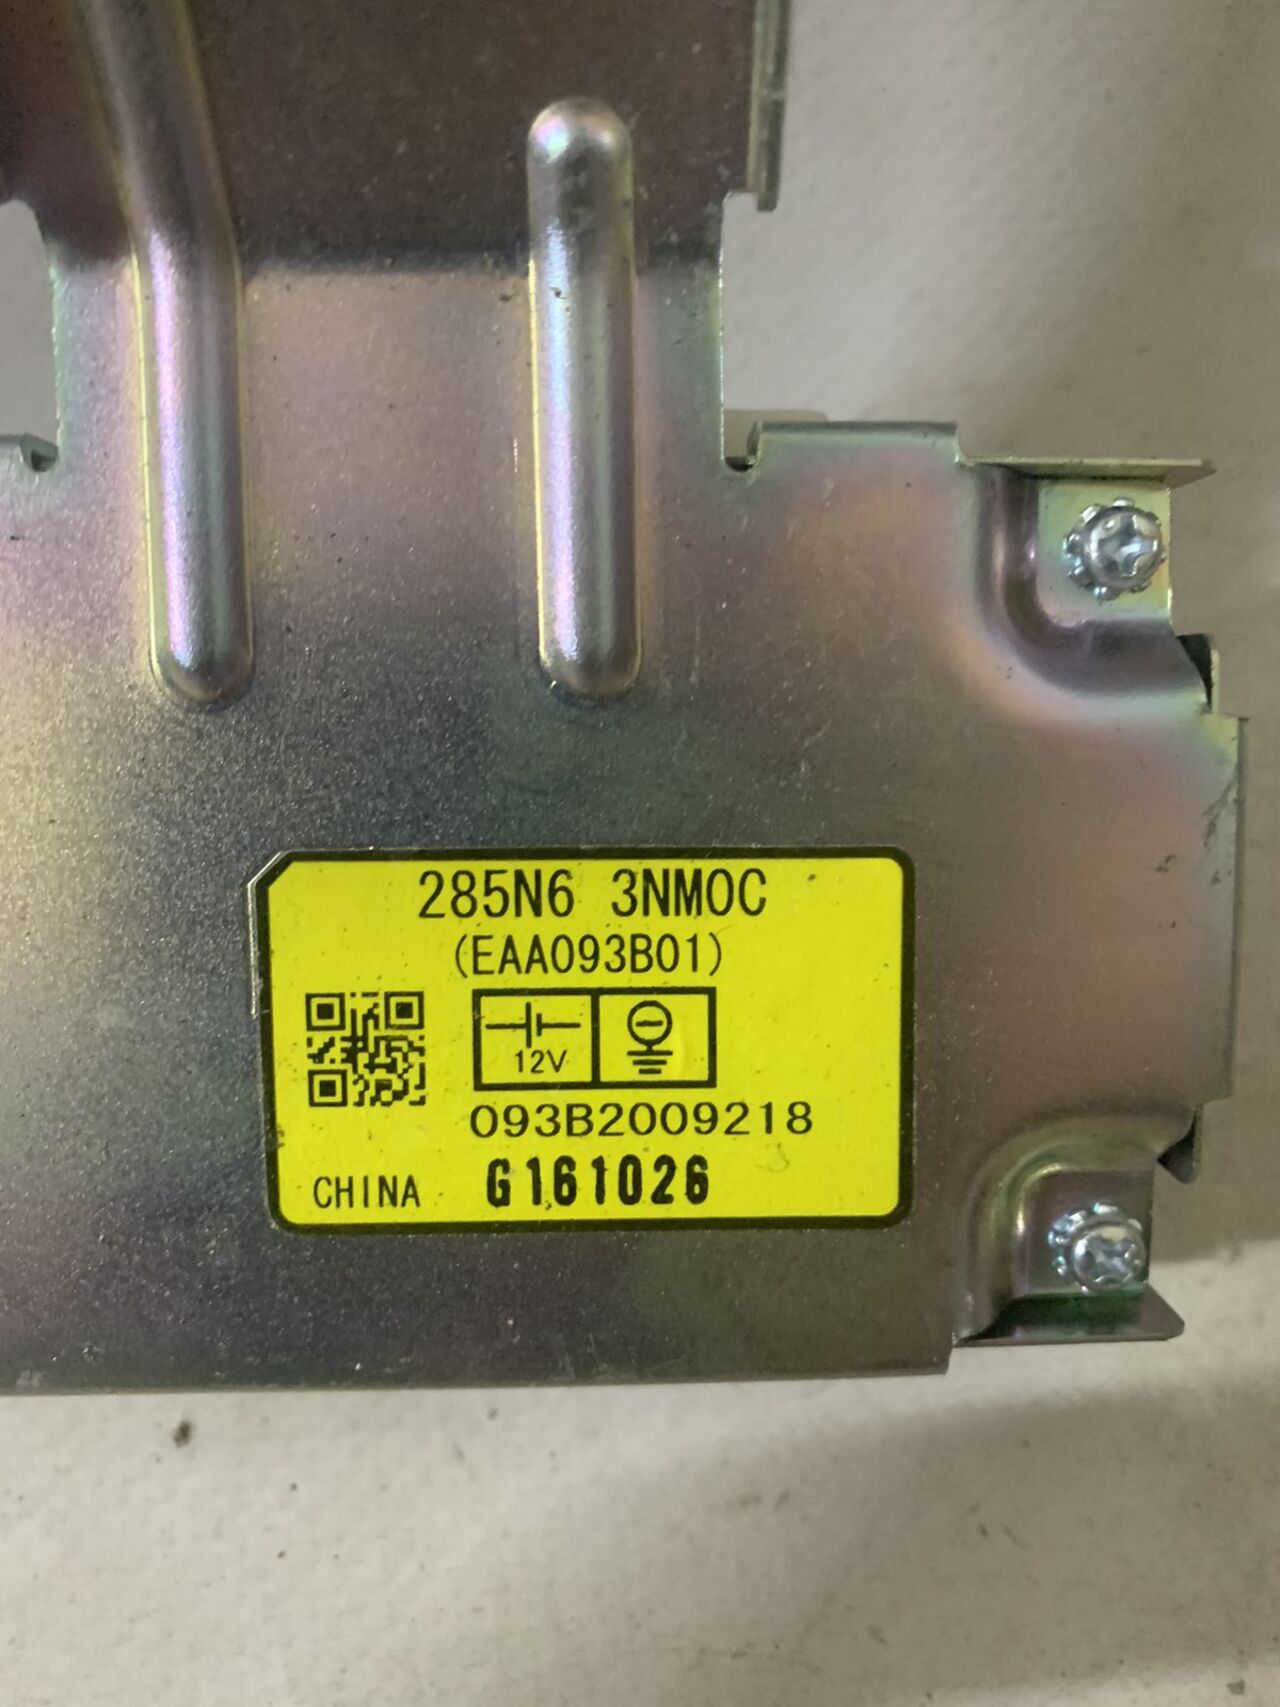 285N6 3NM0C
(EAA093B01)
12V
093B2009218
CHINA G161026